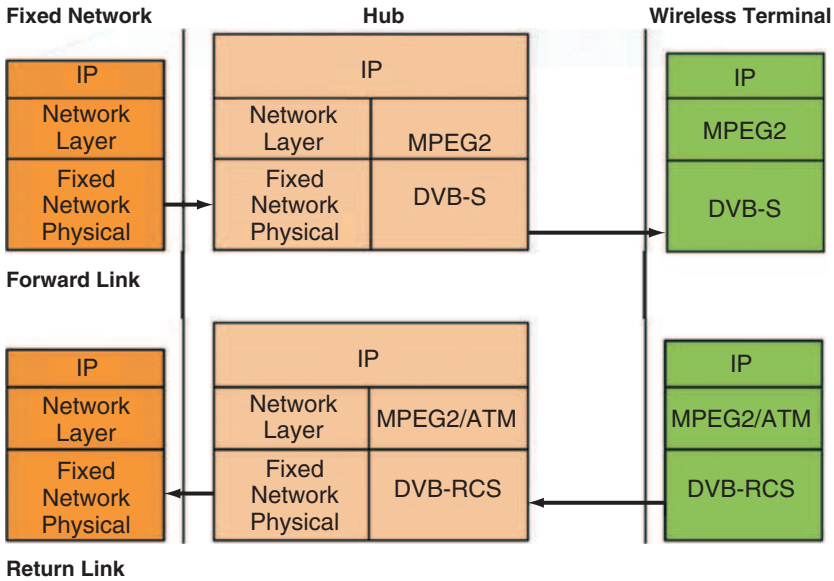 Fixed Network
Hub
Wireless Terminal
IP
Network
Layer
Fixed
Network
Physical
IP
Network
Layer
MPEG2
Fixed
Network
Physical
DVB-S
IP
MPEG2
DVB-S
Forward Link
IP
Network
Layer
Fixed
Network
Physical
IP
Network
Layer
MPEG2/ATM
Fixed
Network
Physical
DVB-RCS
IP
MPEG2/ATM
DVB-RCS
Return Link